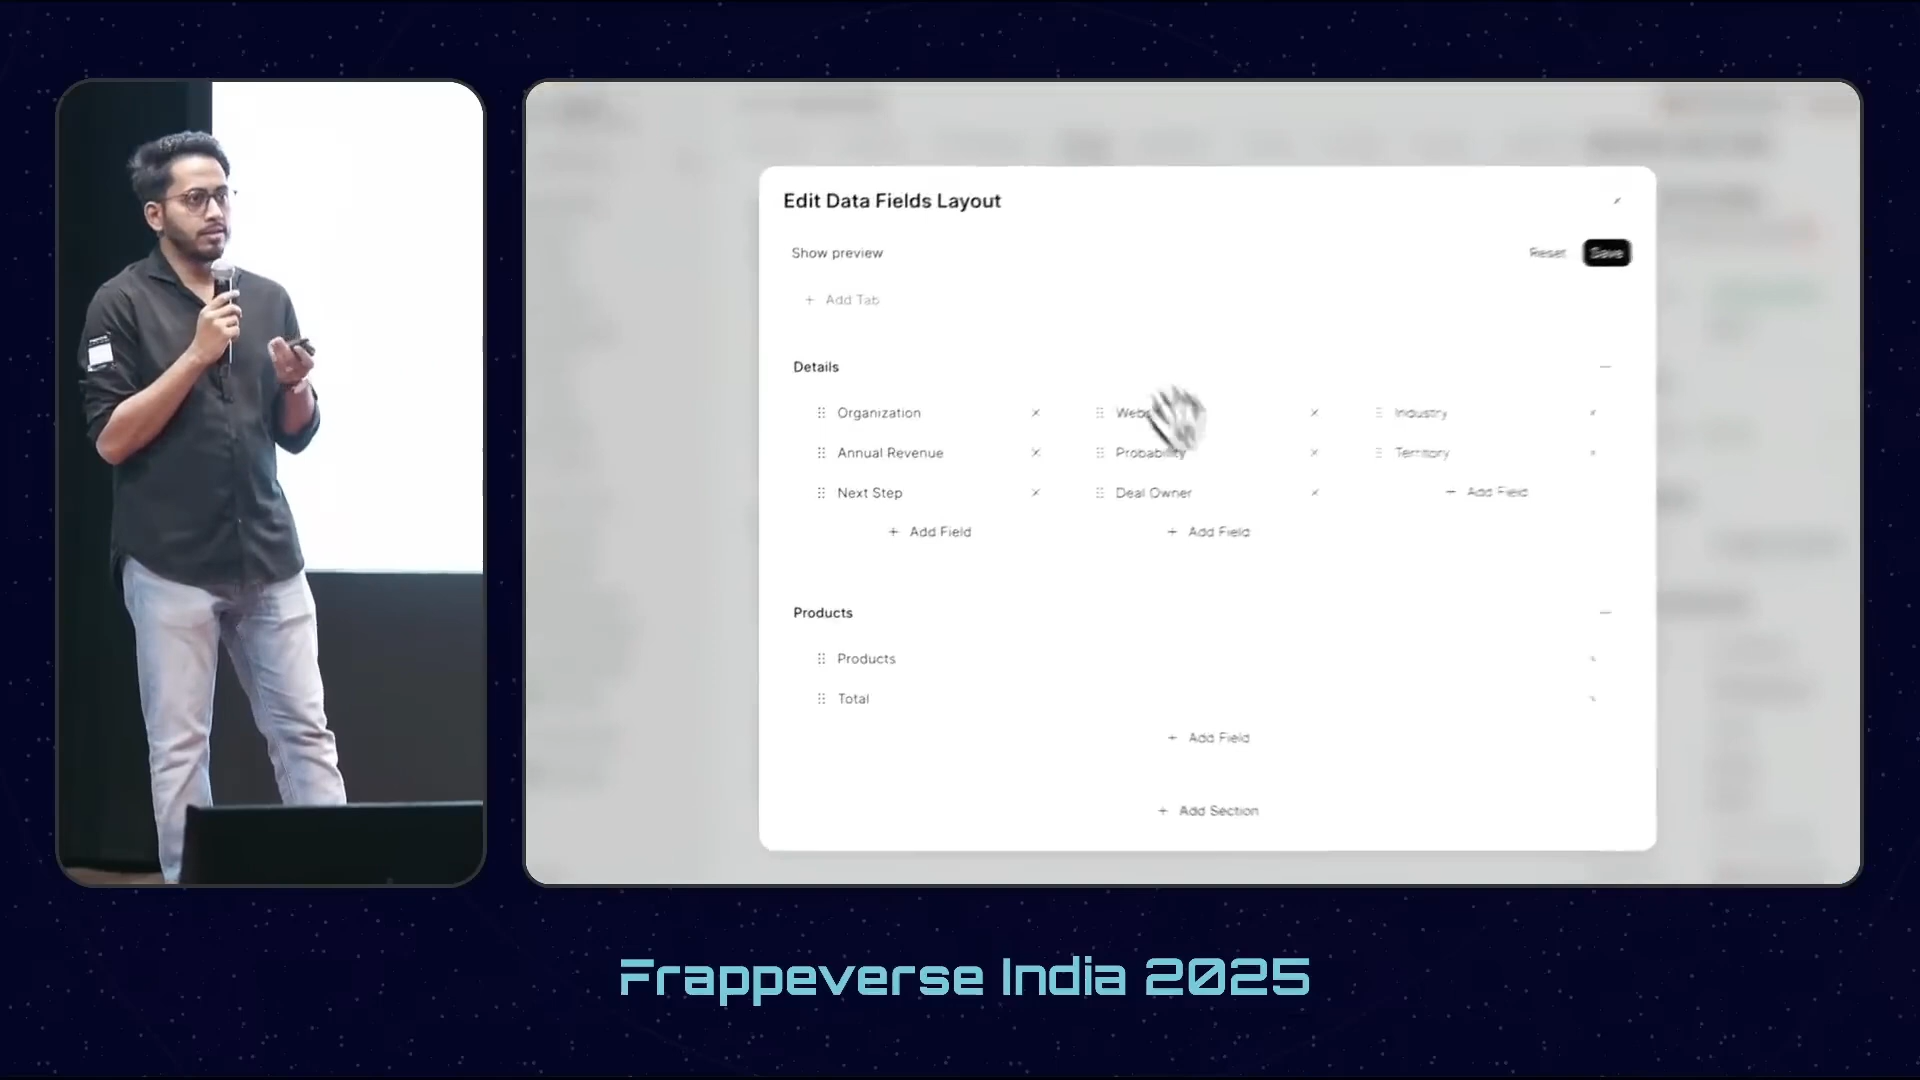 Edit Data Fields Layout
Show preview
Reset
Save
+ Add Tab
Details
Organization
Industry
Annual Revenue
Probability
Territory
Next Step
Deal Owner
+ Add Field
+ Add Field
+ Add Field
Products
Products
Total
+ Add Field
+ Add Section
Frappeverse India 2025